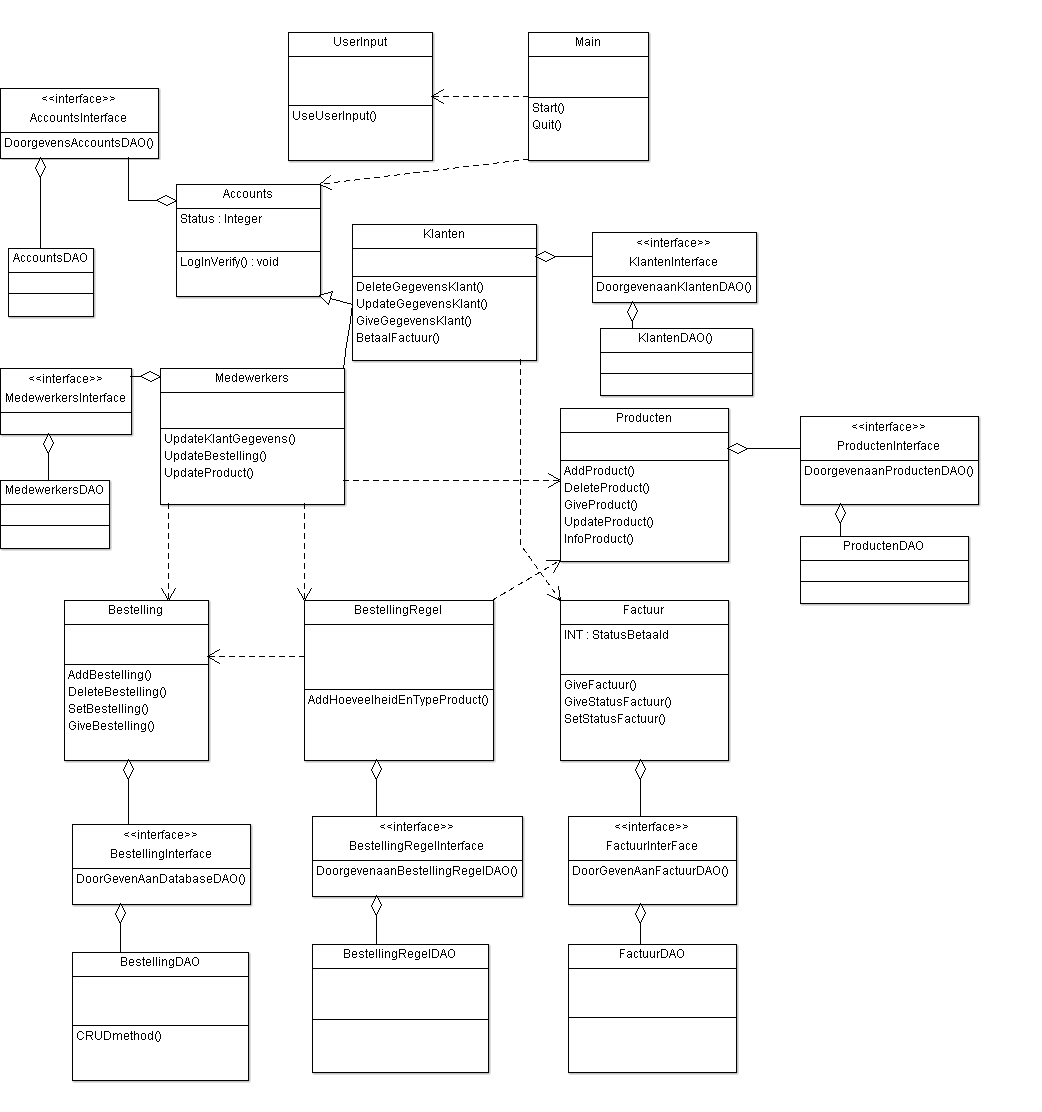 UserInput
UseUserInput()
Main
Start()
Quit()
<<interface>>
AccountsInterface
DoorgevensAccountsDAO()
Accounts
Status : Integer
LogInVerify() : void
AccountsDAO
Klanten
DeleteGegevensKlant()
UpdateGegevensKlant()
GiveGegevensKlant()
BetaalFactuur()
<<interface>>
KlantenInterface
DoorgevenaanKlantenDAO()
KlantenDAO()
<<interface>>
MedewerkersInterface
Medewerkers
UpdateKlantGegevens()
UpdateBestelling()
UpdateProduct()
MedewerkersDAO
Producten
AddProduct()
DeleteProduct()
GiveProduct()
UpdateProduct()
InfoProduct()
<<interface>>
ProductenInterface
DoorgevenaanProductenDAO()
ProductenDAO
Bestelling
AddBestelling()
DeleteBestelling()
SetBestelling()
GiveBestelling()
BestellingRegel
AddHoeveelheidEnTypeProduct()
Factuur
INT : StatusBetaald
GiveFactuur()
GiveStatusFactuur()
SetStatusFactuur()
<<interface>>
BestellingInterface
DoorGevenAanDatabaseDAO()
<<interface>>
BestellingRegelInterface
DoorgevenaanBestellingRegelDAO()
<<interface>>
FactuurInterFace
DoorGevenAanFactuurDAO()
BestellingDAO
CRUDmethod()
BestellingRegelDAO
FactuurDAO